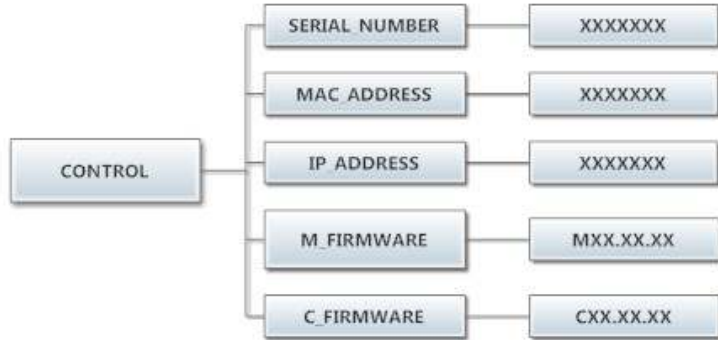 SERIAL_NUMBER XXXXXXX
MAC_ADDRESS XXXXXXX
CONTROL
IP_ADDRESS XXXXXXX
M_FIRMWARE MXX.XX.XX
C_FIRMWARE CXX.XX.XX